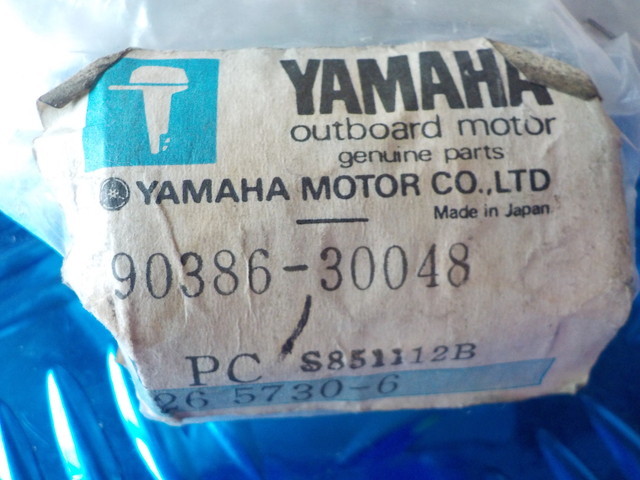 YAMAHA
outboard motor
genuine parts
YAMAHA MOTOR CO.,LTD
Made in Japan
90386-30048
PC S851112B
26 5730-6